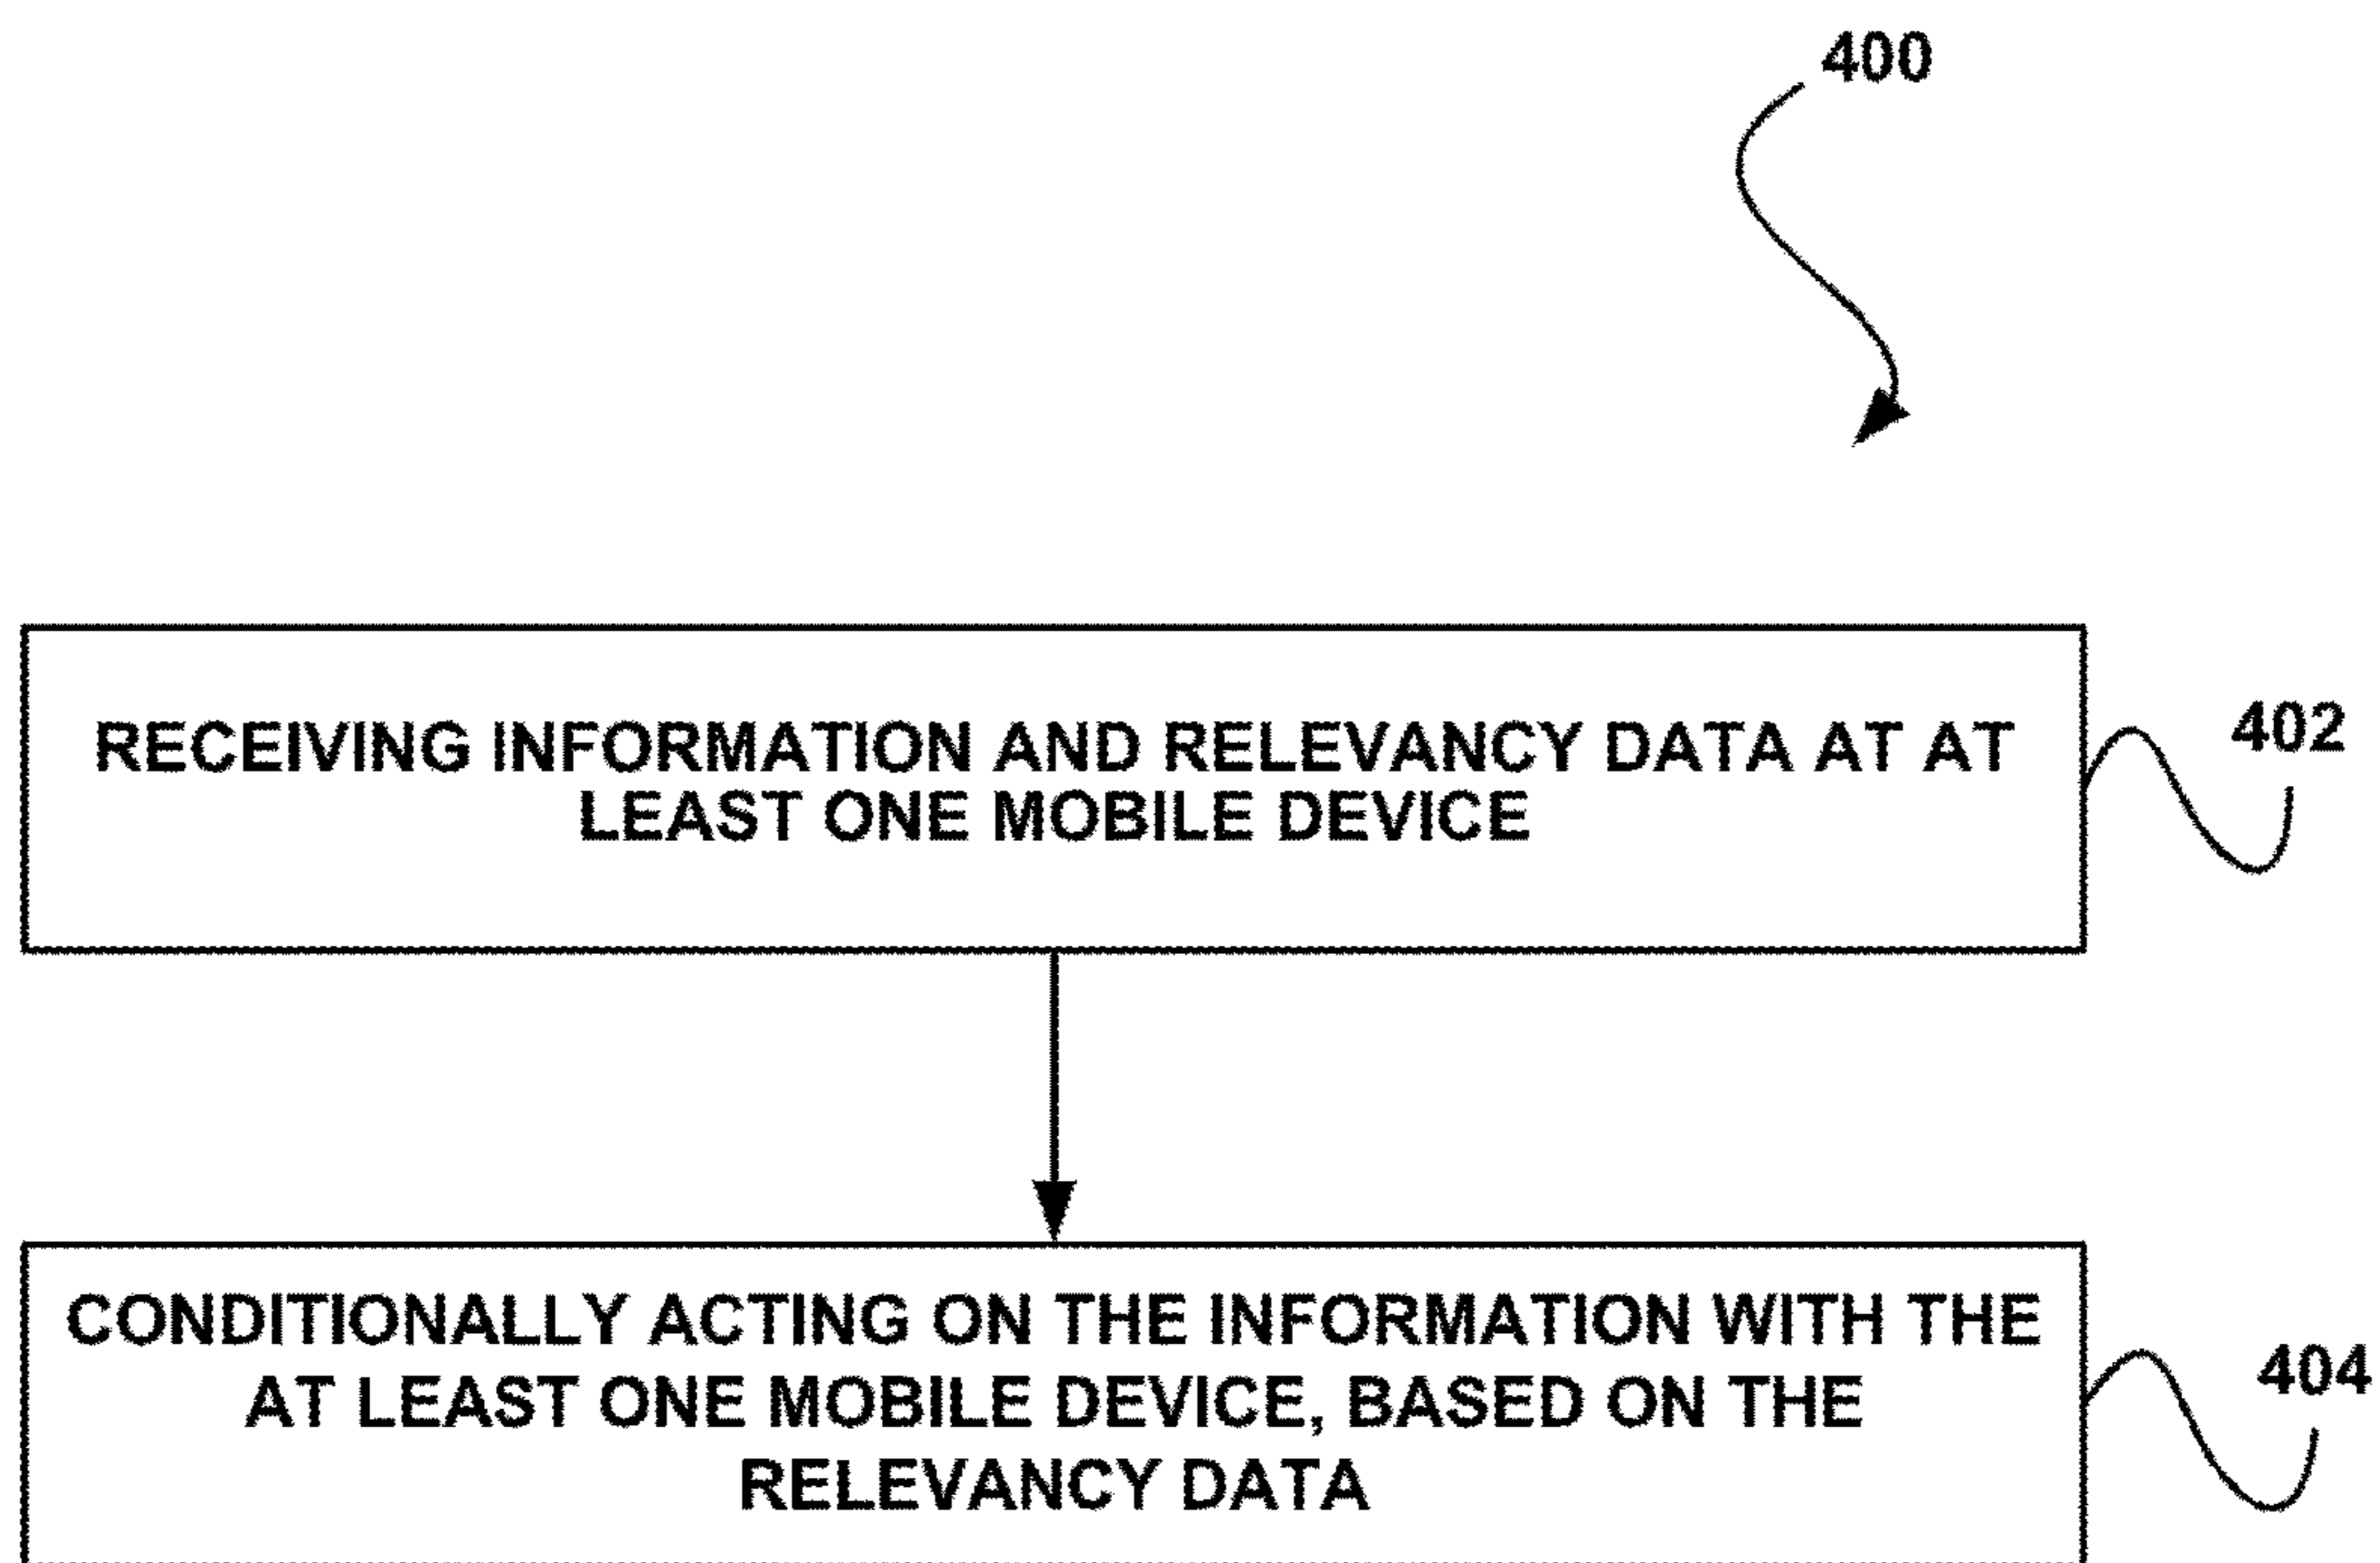 400
RECEIVING INFORMATION AND RELEVANCY DATA AT AT
LEAST ONE MOBILE DEVICE
402
CONDITIONALLY ACTING ON THE INFORMATION WITH THE
AT LEAST ONE MOBILE DEVICE, BASED ON THE
RELEVANCY DATA
404